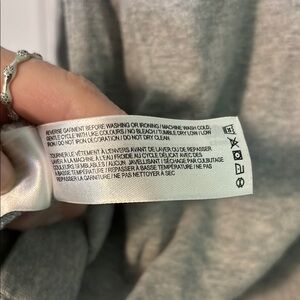 REVERSE GARMENT BEFORE WASHING OR IRONING / MACHINE WASH COLD,
GENTLE CYCLE WITH LIKE COLOURS / NO BLEACH / TUMBLE DRY LOW / LOW
IRON / DO NOT IRON DECORATION / DO NOT DRY CLEAN.
TOURNER LE VÊTEMENT À L'ENVERS AVANT DE LAVER OU DE REPASSER
LAVER À LA MACHINE À L'EAU FROIDE AU CYCLE DÉLICAT AVEC DES
COULEURS SIMILAIRES / AUCUN JAVELLISANT / SÉCHAGE PAR CULBUTAGE
À BASSE TEMPÉRATURE / REPASSER À BASSE TEMPÉRATURE / NE PAS
REPASSER LA GARNITURE / NE PAS NETTOYER À SEC